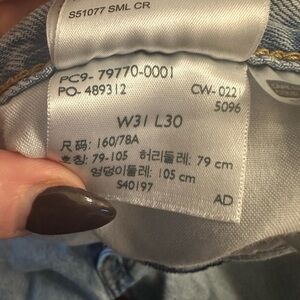 S51077 SML CR
PC9- 79770-0001
PO- 489312 CW- 022
5096
W31 L30
尺码: 160/78A
호칭: 79-105 허리둘레: 79 cm
엉덩이둘레: 105 cm
S40197
AD